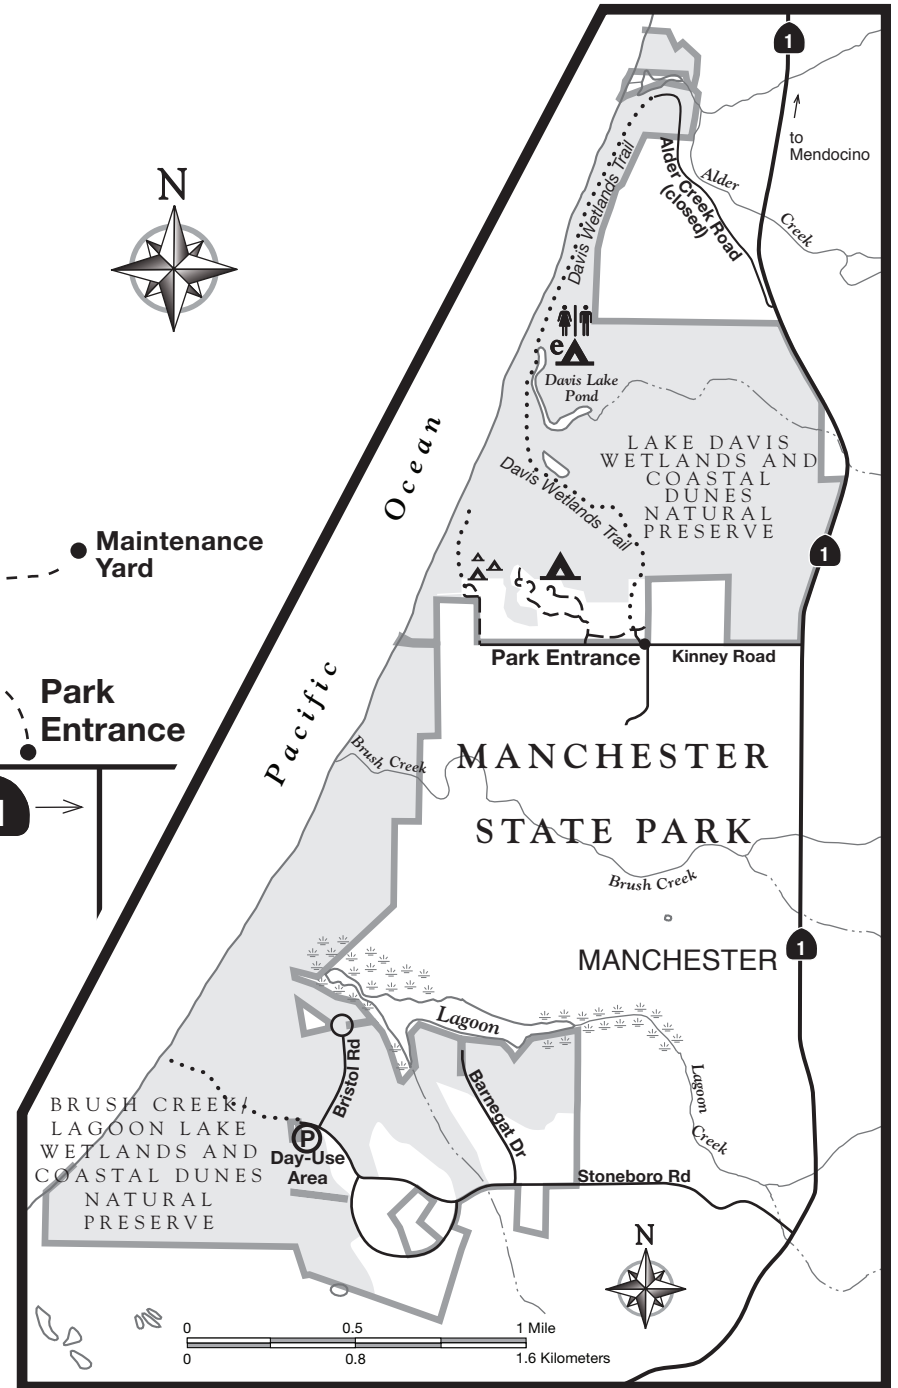 1
to
Mendocino
N
Davis Wetlands Trail
Alder Creek Road
(closed)
Alder
Creek
e
Davis Lake
Pond
LAKE DAVIS
WETLANDS AND
COASTAL
DUNES
NATURAL
PRESERVE
Davis Wetlands Trail
Pacific Ocean
Maintenance
Yard
1
Park Entrance
Kinney Road
Park
Entrance
1
Brush Creek
MANCHESTER
STATE PARK
Brush Creek
MANCHESTER
1
Lagoon
Bristol Rd
Barnegat Dr
Lagoon
Creek
BRUSH CREEK/
LAGOON LAKE
WETLANDS AND
COASTAL DUNES
NATURAL
PRESERVE
P
Day-Use
Area
Stoneboro Rd
N
0 0.5 1 Mile
0 0.8 1.6 Kilometers